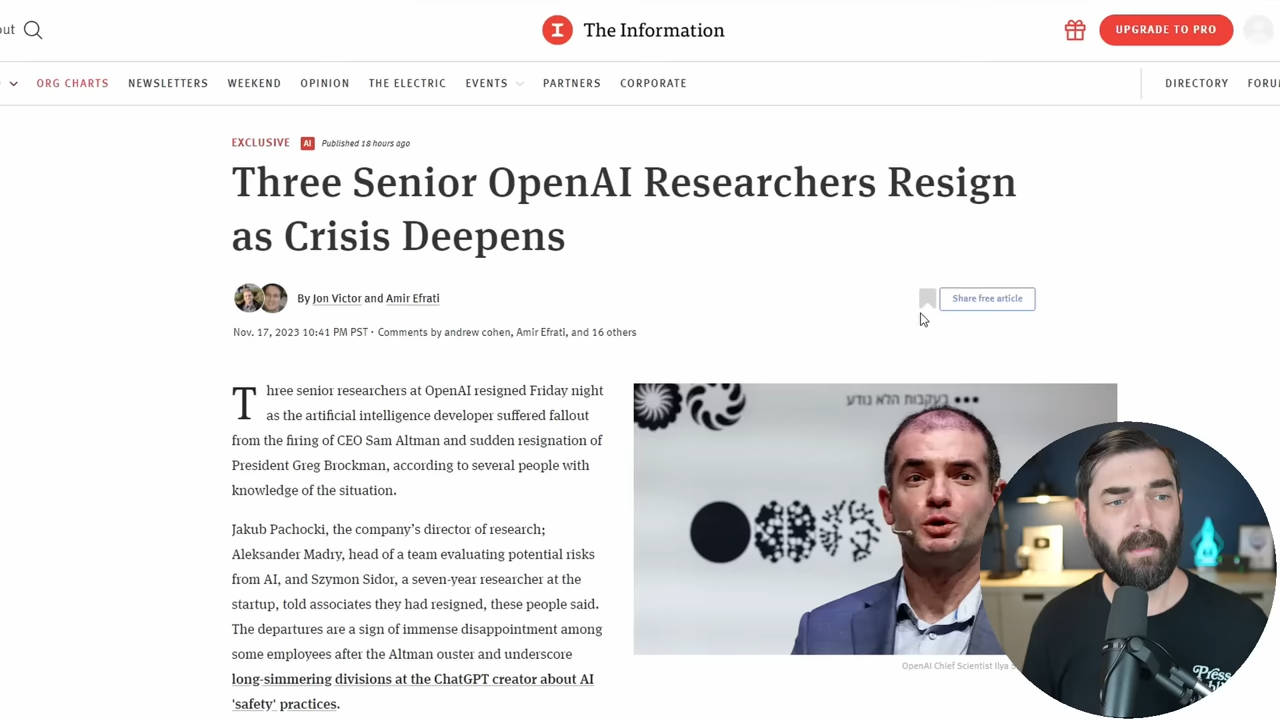 out
The Information
UPGRADE TO PRO
ORG CHARTS
NEWSLETTERS
WEEKEND
OPINION
THE ELECTRIC
EVENTS
PARTNERS
CORPORATE
DIRECTORY
FORU
EXCLUSIVE AI Published 18 hours ago
Three Senior OpenAI Researchers Resign
as Crisis Deepens
By Jon Victor and Amir Efrati
Share free article
Nov. 17, 2023 10:41 PM PST · Comments by andrew cohen, Amir Efrati, and 16 others
Three senior researchers at OpenAI resigned Friday night
as the artificial intelligence developer suffered fallout
from the firing of CEO Sam Altman and sudden resignation of
President Greg Brockman, according to several people with
knowledge of the situation.
Jakub Pachocki, the company’s director of research;
Aleksander Madry, head of a team evaluating potential risks
from AI, and Szymon Sidor, a seven-year researcher at the
startup, told associates they had resigned, these people said.
The departures are a sign of immense disappointment among
some employees after the Altman ouster and underscore
long-simmering divisions at the ChatGPT creator about AI
'safety' practices.
בעקבות הלא נודע
OpenAI Chief Scientist Ilya
Press